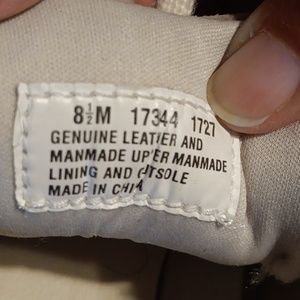 8½M 17344 1727
GENUINE LEATHER AND
MANMADE UPPER MANMADE
LINING AND OUTSOLE
MADE IN CHINA